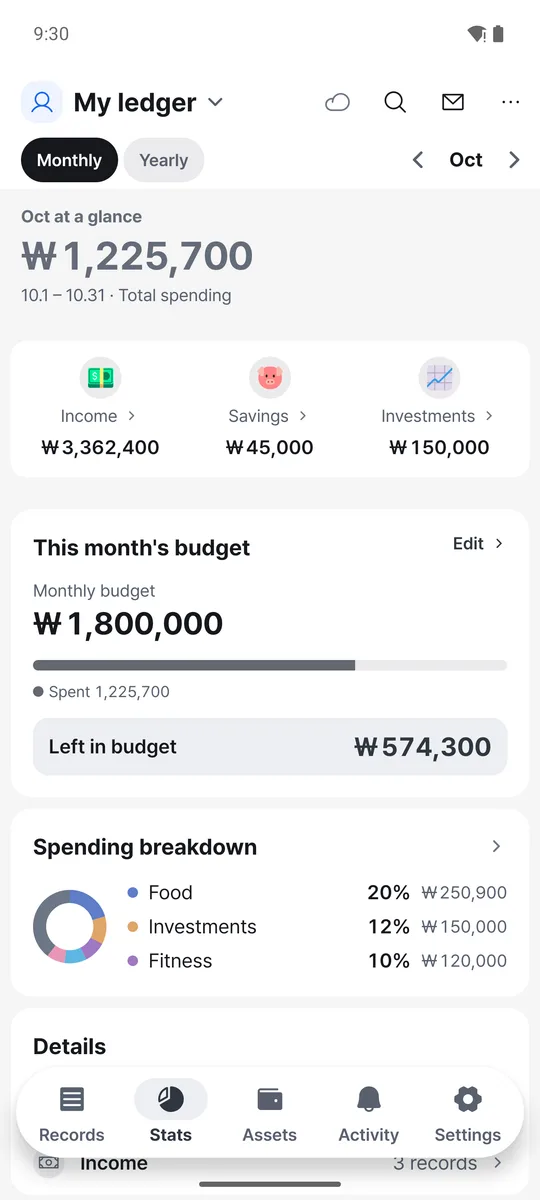 9:30
My ledger
Monthly Yearly Oct
Oct at a glance
₩1,225,700
10.1 – 10.31 · Total spending
Income Savings Investments
₩3,362,400 ₩45,000 ₩150,000
This month's budget Edit
Monthly budget
₩1,800,000
Spent 1,225,700
Left in budget ₩574,300
Spending breakdown
Food 20% ₩250,900
Investments 12% ₩150,000
Fitness 10% ₩120,000
Details
Records Stats Assets Activity Settings
Income 3 records